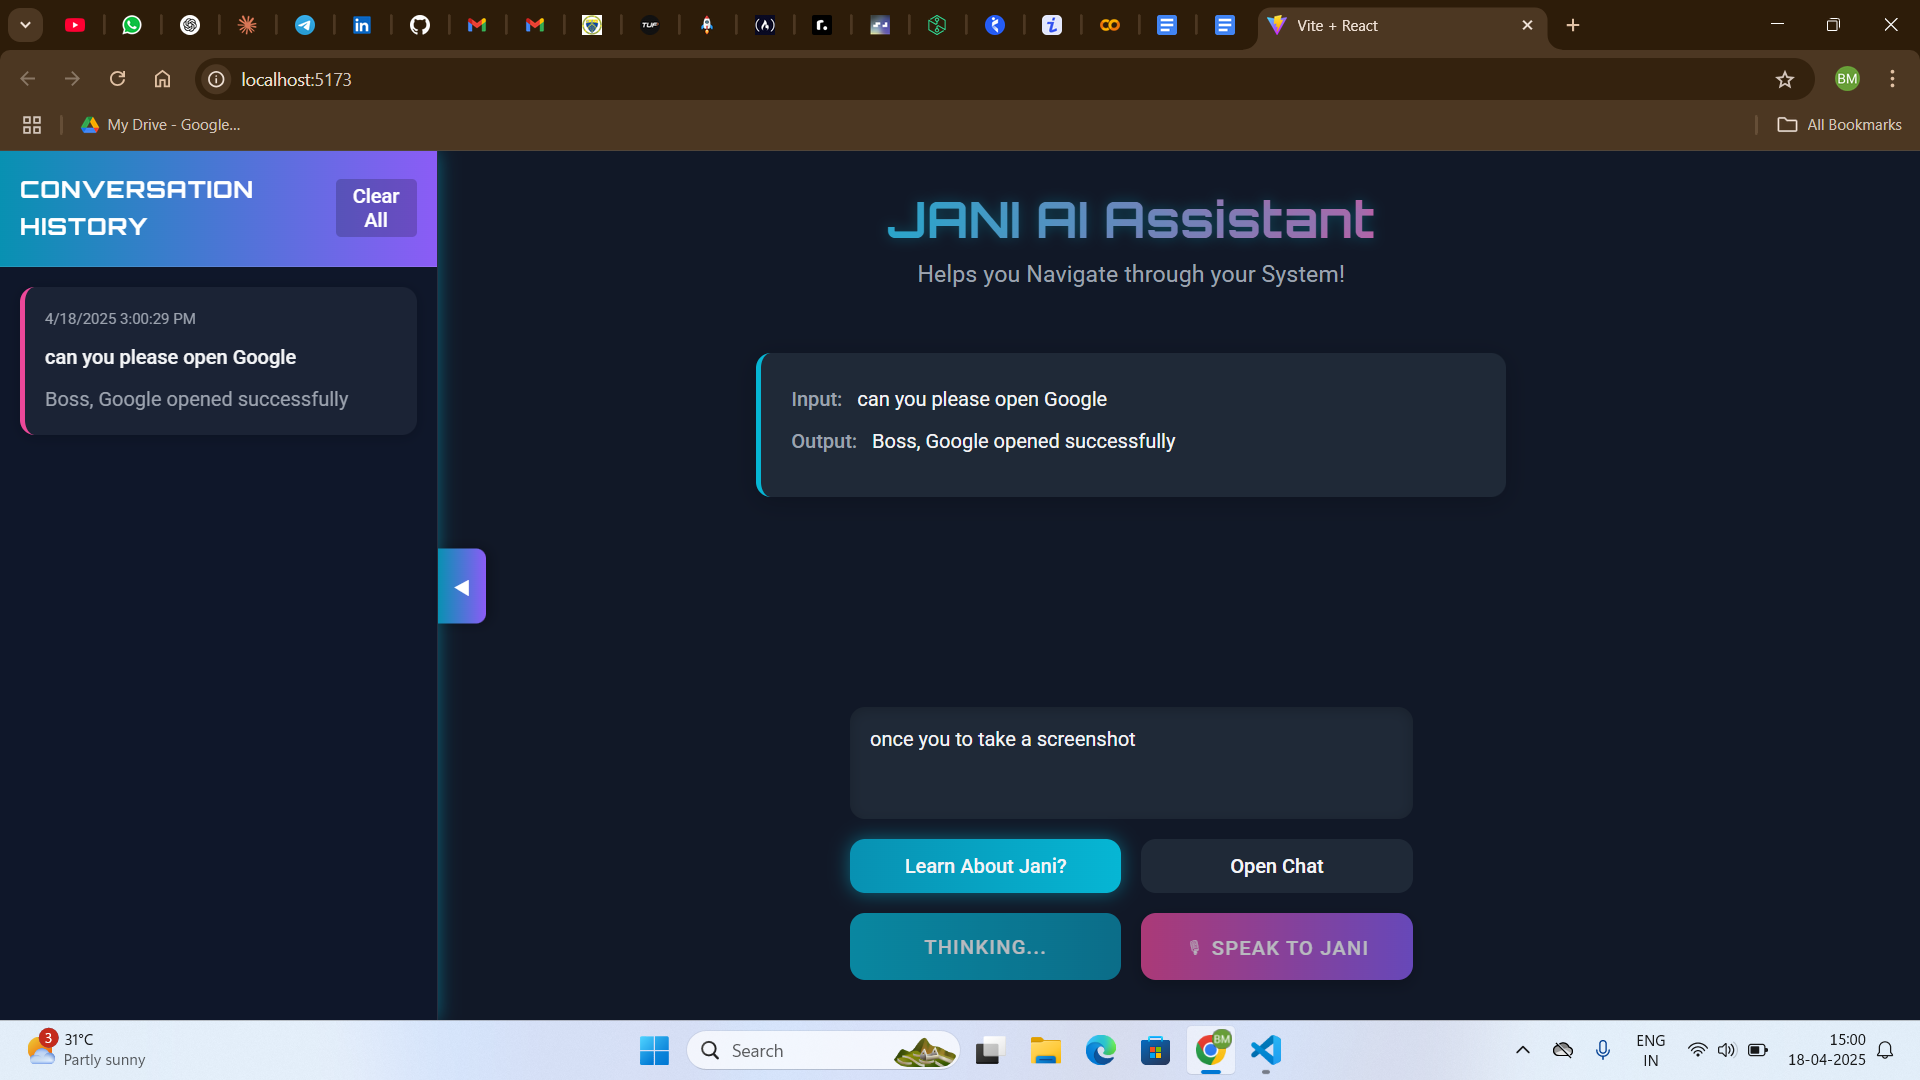 Vite + React
localhost:5173
BM
My Drive - Google...
All Bookmarks
CONVERSATION
HISTORY
Clear
All
4/18/2025 3:00:29 PM
can you please open Google
Boss, Google opened successfully
JANI AI Assistant
Helps you Navigate through your System!
Input: can you please open Google
Output: Boss, Google opened successfully
once you to take a screenshot
Learn About Jani?
Open Chat
THINKING...
SPEAK TO JANI
3
31°C
Partly sunny
Search
BM
ENG
IN
15:00
18-04-2025